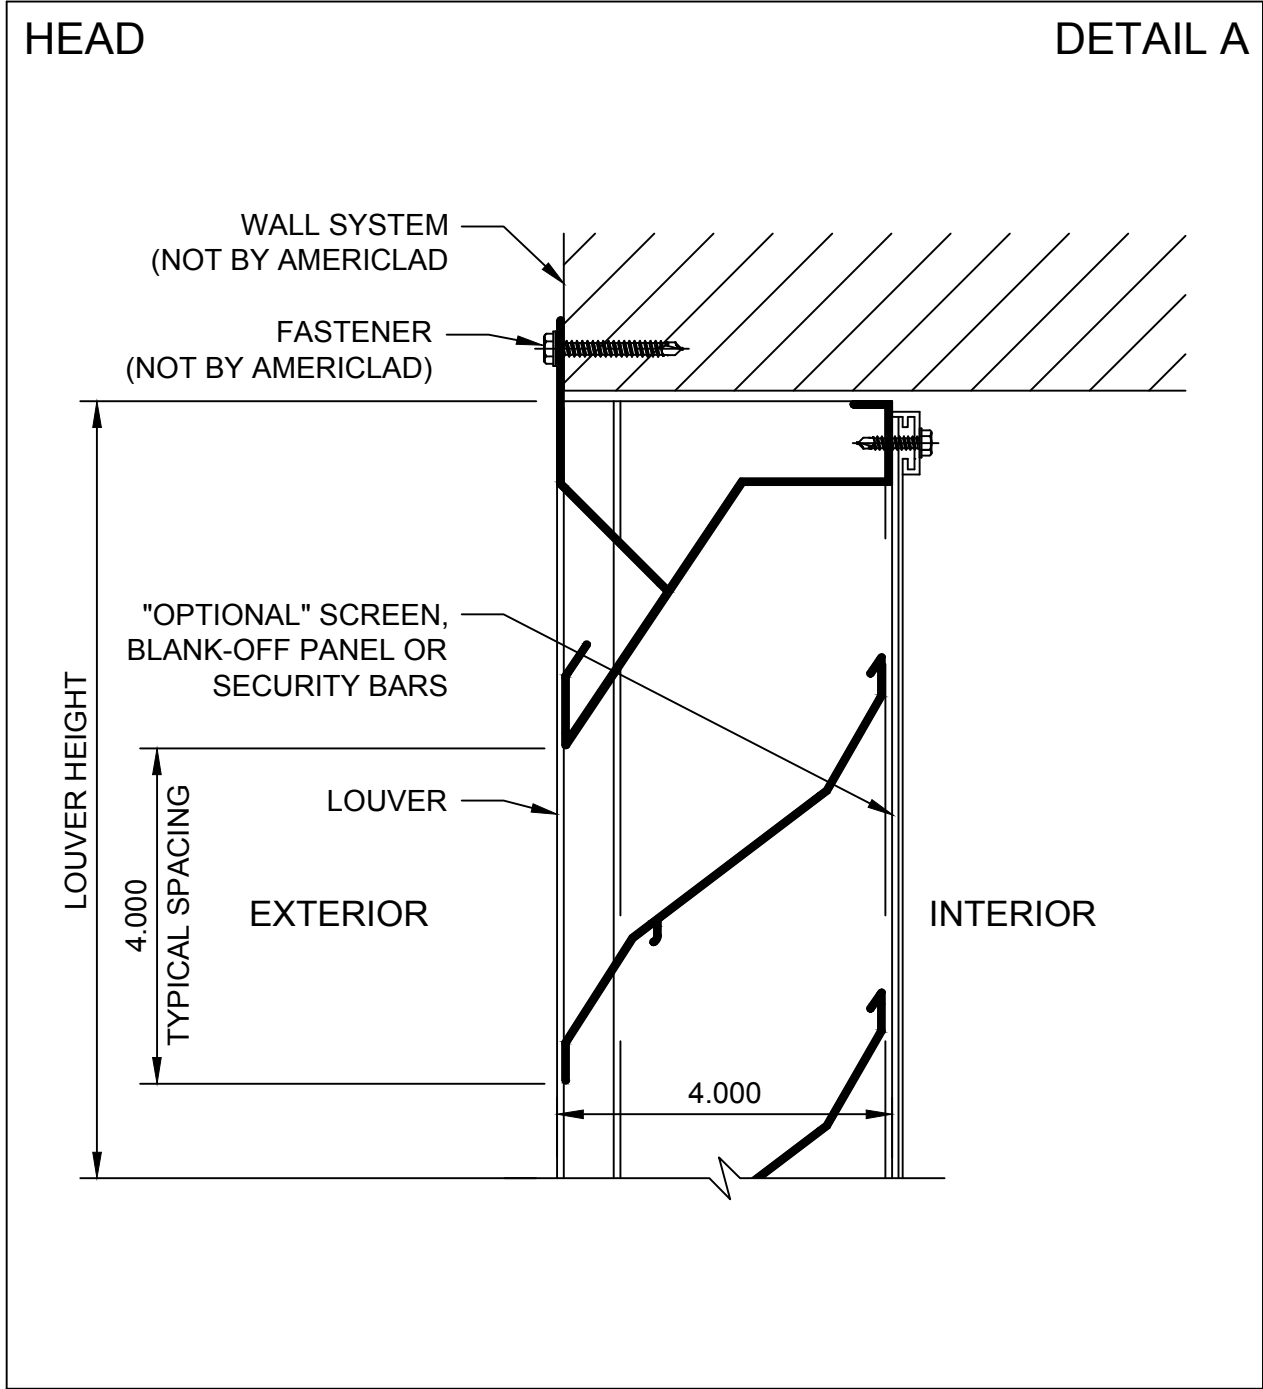 HEAD
DETAIL A
WALL SYSTEM
(NOT BY AMERICLAD
FASTENER
(NOT BY AMERICLAD)
"OPTIONAL" SCREEN,
BLANK-OFF PANEL OR
SECURITY BARS
LOUVER HEIGHT
LOUVER
4.000
TYPICAL SPACING
EXTERIOR
INTERIOR
4.000